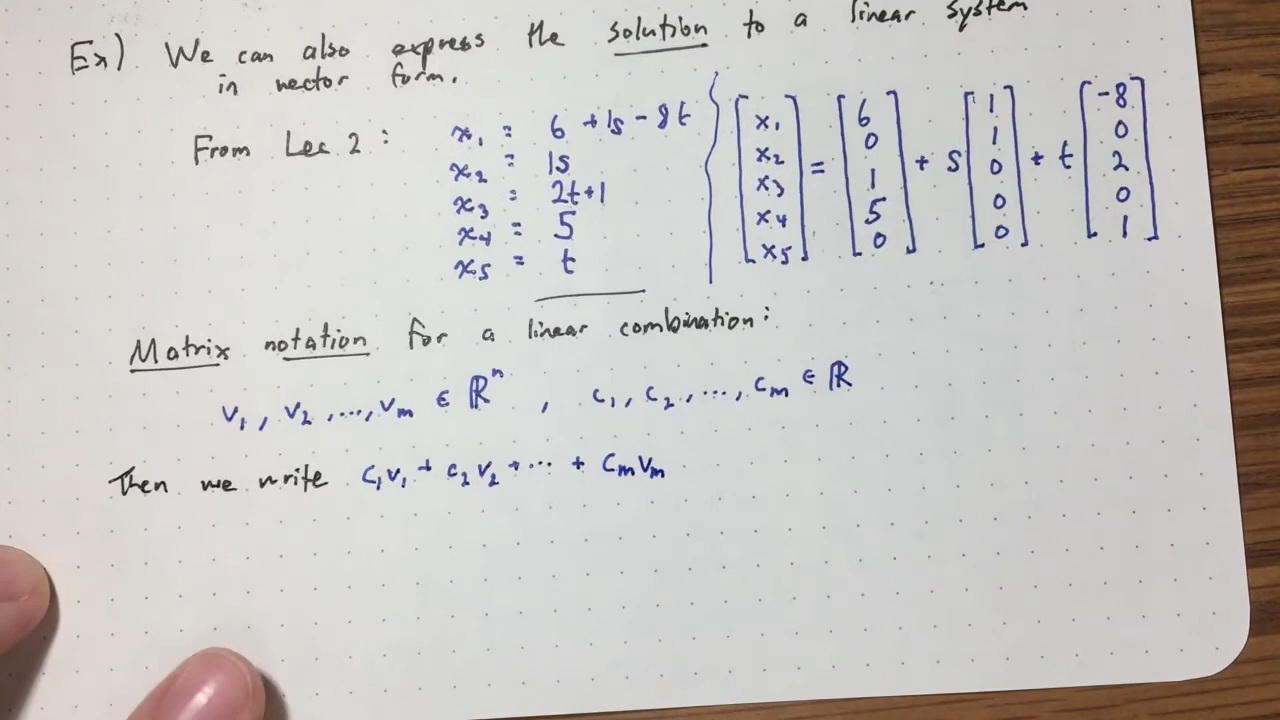 Ex) We can also express the solution to a linear system
in vector form.
From Lec 2:
x₁ = 6 + 1s - 8t
x₂ = 1s
x₃ = 2t + 1
x₄ = 5
x₅ = t
[x₁ x₂ x₃ x₄ x₅] = [6 0 1 5 0] + s [1 1 0 0 0] + t [-8 0 2 0 1]
Matrix notation for a linear combination:
v₁, v₂, ..., vₘ ∈ ℝⁿ, c₁, c₂, ..., cₘ ∈ ℝ
Then we write c₁v₁ + c₂v₂ + ... + cₘvₘ